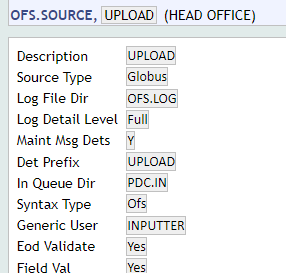 OFS.SOURCE, UPLOAD (HEAD OFFICE)
Description UPLOAD
Source Type Globus
Log File Dir OFS.LOG
Log Detail Level Full
Maint Msg Dets Y
Det Prefix UPLOAD
In Queue Dir PDC.IN
Syntax Type Ofs
Generic User INPUTTER
Eod Validate Yes
Field Val Yes